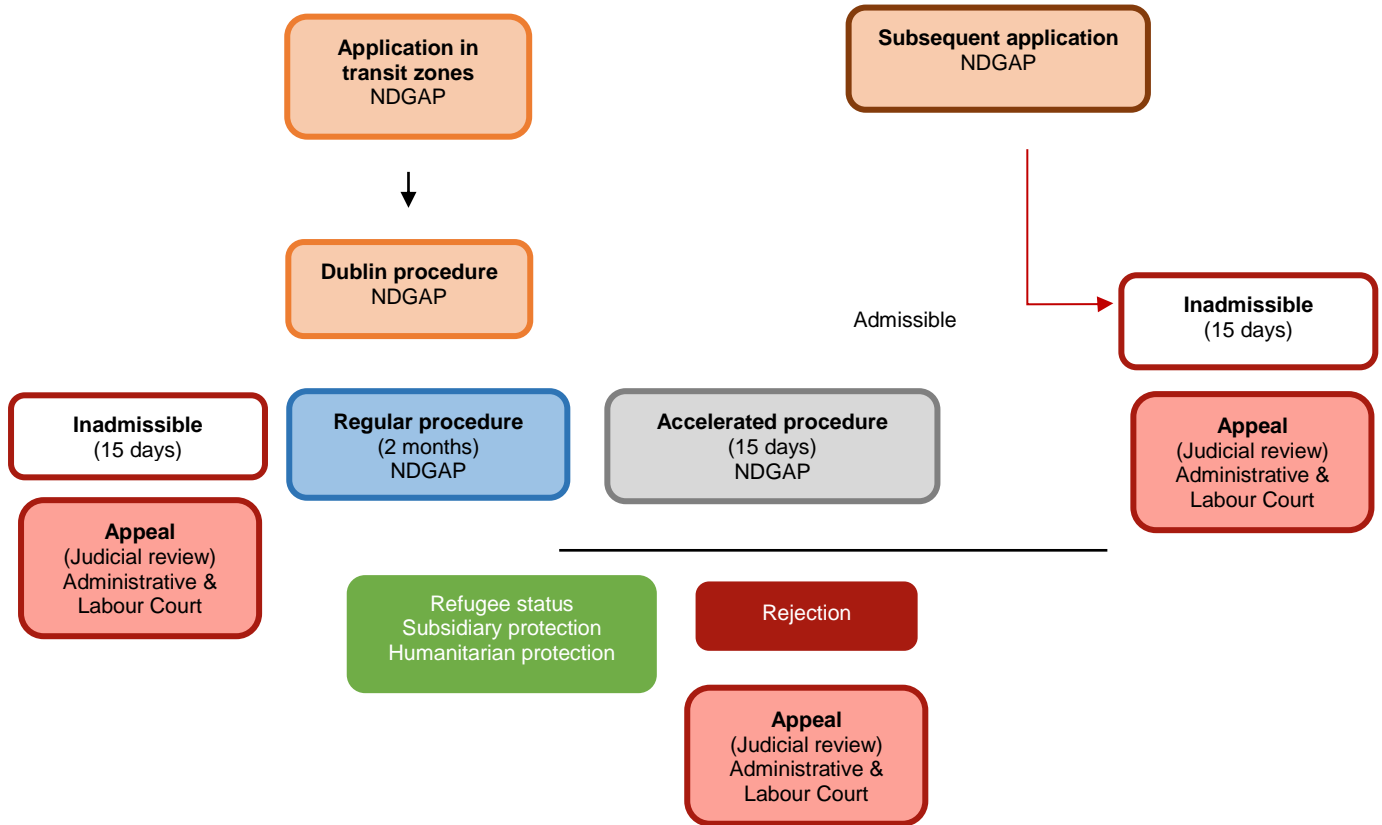 Application in
transit zones
NDGAP
Subsequent application
NDGAP
Dublin procedure
NDGAP
Admissible
Inadmissible
(15 days)
Inadmissible
(15 days)
Regular procedure
(2 months)
NDGAP
Accelerated procedure
(15 days)
NDGAP
Appeal
(Judicial review)
Administrative &
Labour Court
Appeal
(Judicial review)
Administrative &
Labour Court
Refugee status
Subsidiary protection
Humanitarian protection
Rejection
Appeal
(Judicial review)
Administrative &
Labour Court